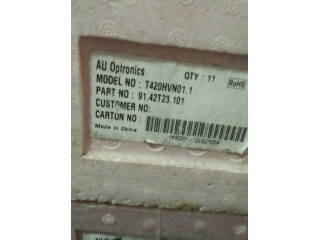 AU Optronics
QTY : 11
MODEL NO : T420HVN01.1
RoHS
PART NO : 91.42T23.101
CUSTOMER NO:
CARTON NO :
Made in China